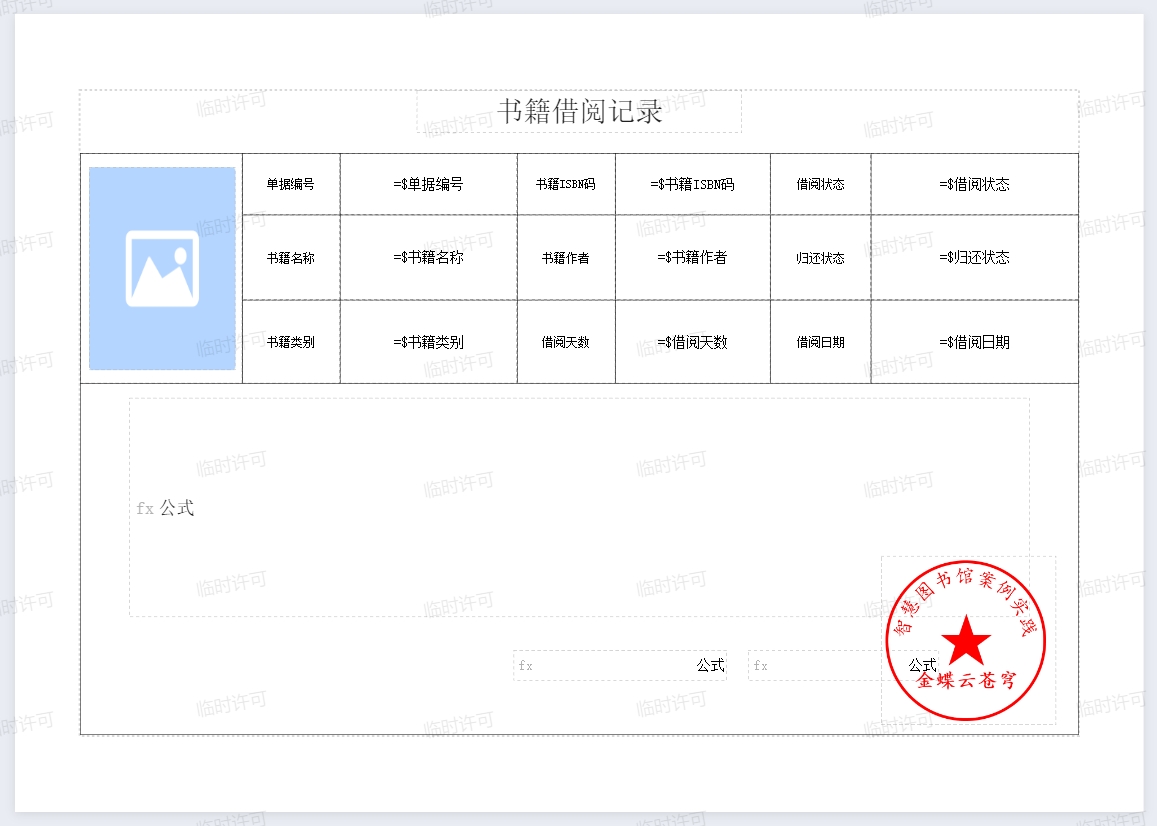 书籍借阅记录
单据编号 =$单据编号 书籍ISBN码 =$书籍ISBN码 借阅状态 =$借阅状态
书籍名称 =$书籍名称 书籍作者 =$书籍作者 归还状态 =$归还状态
书籍类别 =$书籍类别 借阅天数 =$借阅天数 借阅日期 =$借阅日期
fx 公式
fx 公式 fx 公式
智慧图书馆案例实践
金蝶云苍穹
临时许可